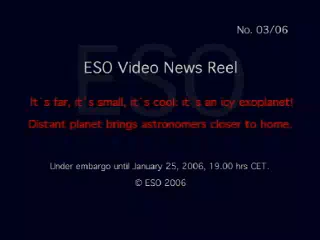 No. 03/06
ESO
ESO Video News Reel
It`s far, it`s small, it`s cool: it`s an icy exoplanet!
Distant planet brings astronomers closer to home.
Under embargo until January 25, 2006, 19.00 hrs CET.
© ESO 2006